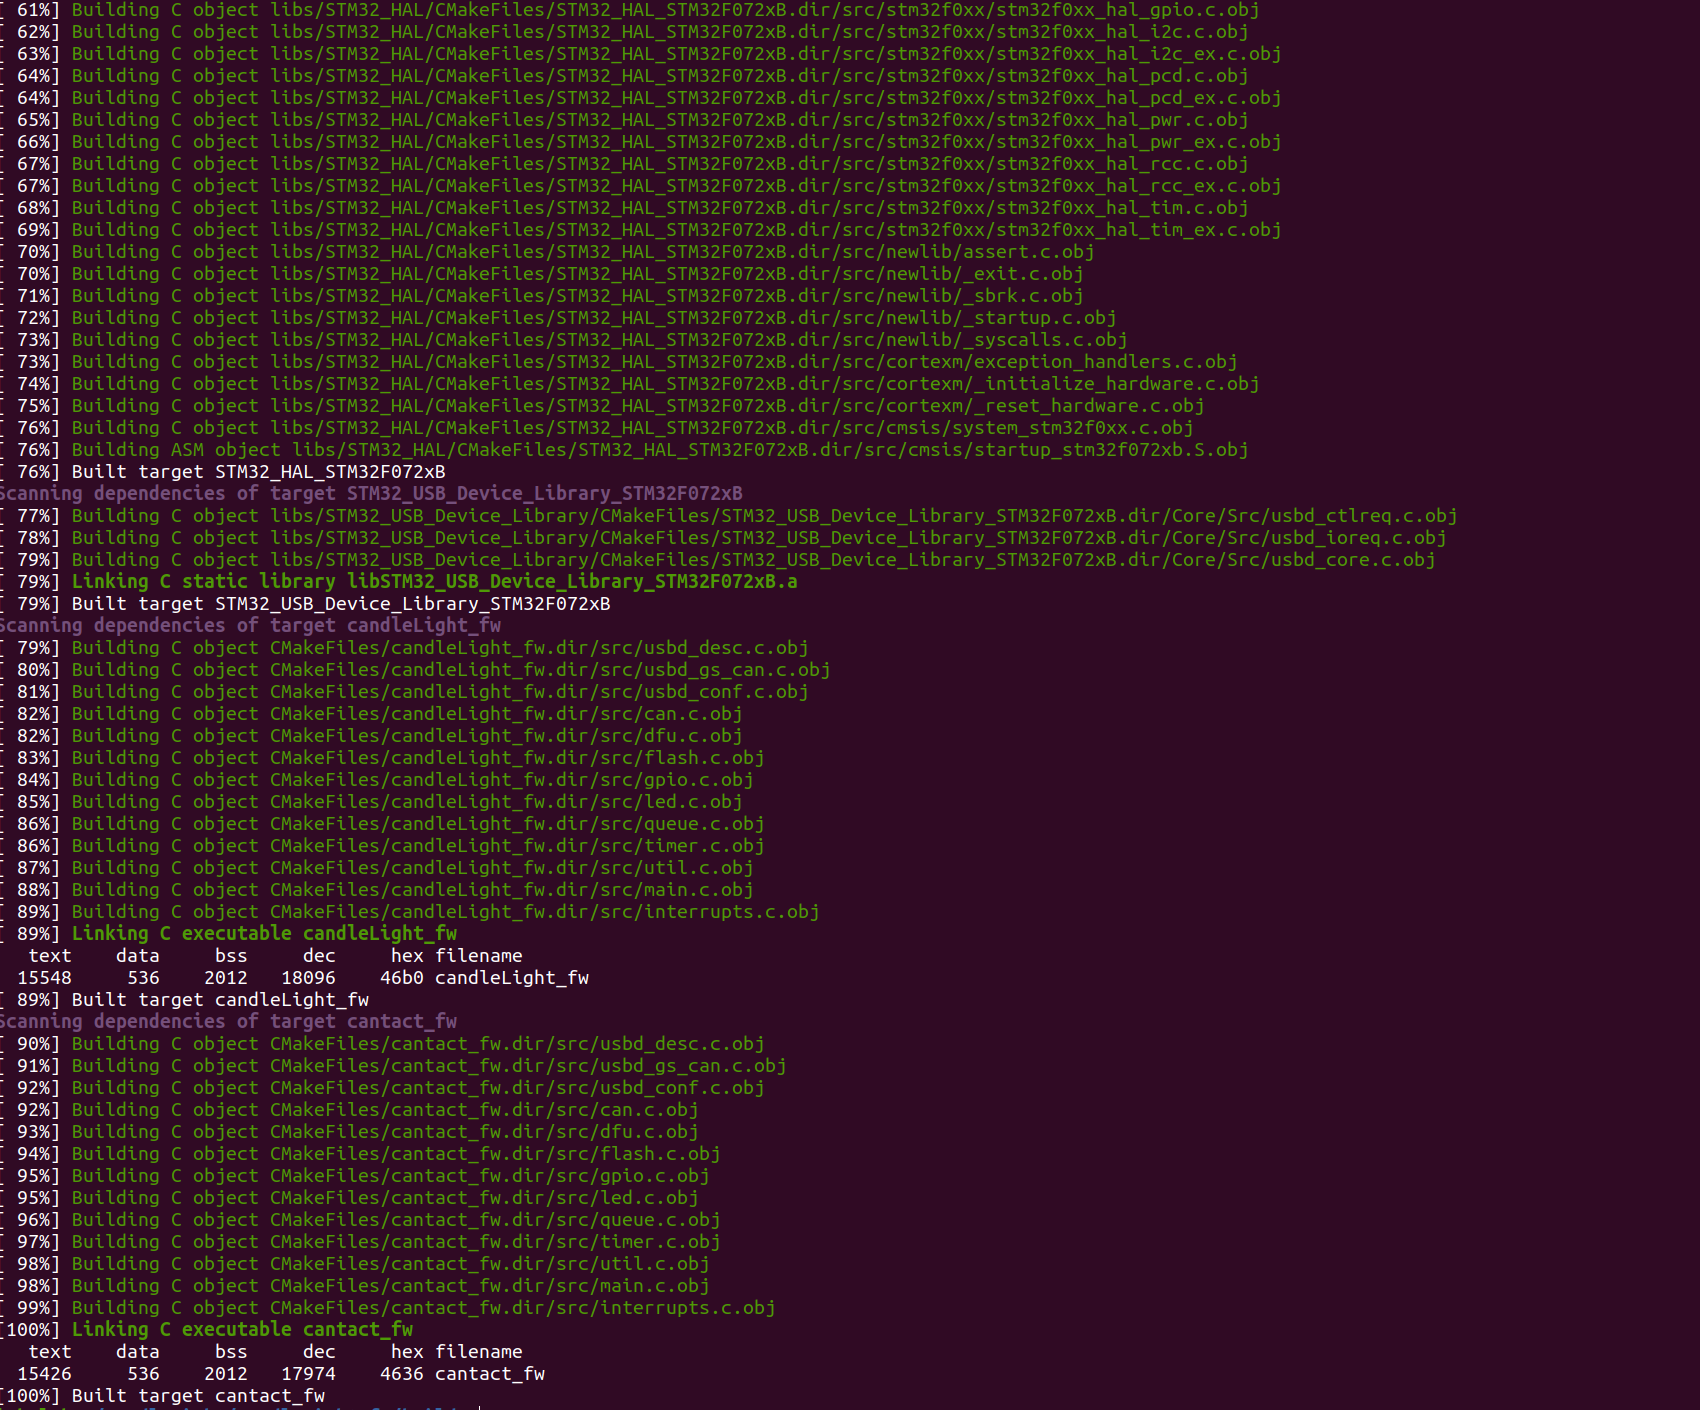 [ 61%] Building C object libs/STM32_HAL/CMakeFiles/STM32_HAL_STM32F072xB.dir/src/stm32f0xx/stm32f0xx_hal_gpio.c.obj
[ 62%] Building C object libs/STM32_HAL/CMakeFiles/STM32_HAL_STM32F072xB.dir/src/stm32f0xx/stm32f0xx_hal_i2c.c.obj
[ 63%] Building C object libs/STM32_HAL/CMakeFiles/STM32_HAL_STM32F072xB.dir/src/stm32f0xx/stm32f0xx_hal_i2c_ex.c.obj
[ 64%] Building C object libs/STM32_HAL/CMakeFiles/STM32_HAL_STM32F072xB.dir/src/stm32f0xx/stm32f0xx_hal_pcd.c.obj
[ 64%] Building C object libs/STM32_HAL/CMakeFiles/STM32_HAL_STM32F072xB.dir/src/stm32f0xx/stm32f0xx_hal_pcd_ex.c.obj
[ 65%] Building C object libs/STM32_HAL/CMakeFiles/STM32_HAL_STM32F072xB.dir/src/stm32f0xx/stm32f0xx_hal_pwr.c.obj
[ 66%] Building C object libs/STM32_HAL/CMakeFiles/STM32_HAL_STM32F072xB.dir/src/stm32f0xx/stm32f0xx_hal_pwr_ex.c.obj
[ 67%] Building C object libs/STM32_HAL/CMakeFiles/STM32_HAL_STM32F072xB.dir/src/stm32f0xx/stm32f0xx_hal_rcc.c.obj
[ 67%] Building C object libs/STM32_HAL/CMakeFiles/STM32_HAL_STM32F072xB.dir/src/stm32f0xx/stm32f0xx_hal_rcc_ex.c.obj
[ 68%] Building C object libs/STM32_HAL/CMakeFiles/STM32_HAL_STM32F072xB.dir/src/stm32f0xx/stm32f0xx_hal_tim.c.obj
[ 69%] Building C object libs/STM32_HAL/CMakeFiles/STM32_HAL_STM32F072xB.dir/src/stm32f0xx/stm32f0xx_hal_tim_ex.c.obj
[ 70%] Building C object libs/STM32_HAL/CMakeFiles/STM32_HAL_STM32F072xB.dir/src/newlib/assert.c.obj
[ 70%] Building C object libs/STM32_HAL/CMakeFiles/STM32_HAL_STM32F072xB.dir/src/newlib/_exit.c.obj
[ 71%] Building C object libs/STM32_HAL/CMakeFiles/STM32_HAL_STM32F072xB.dir/src/newlib/_sbrk.c.obj
[ 72%] Building C object libs/STM32_HAL/CMakeFiles/STM32_HAL_STM32F072xB.dir/src/newlib/_startup.c.obj
[ 73%] Building C object libs/STM32_HAL/CMakeFiles/STM32_HAL_STM32F072xB.dir/src/newlib/_syscalls.c.obj
[ 73%] Building C object libs/STM32_HAL/CMakeFiles/STM32_HAL_STM32F072xB.dir/src/cortexm/exception_handlers.c.obj
[ 74%] Building C object libs/STM32_HAL/CMakeFiles/STM32_HAL_STM32F072xB.dir/src/cortexm/_initialize_hardware.c.obj
[ 75%] Building C object libs/STM32_HAL/CMakeFiles/STM32_HAL_STM32F072xB.dir/src/cortexm/_reset_hardware.c.obj
[ 76%] Building C object libs/STM32_HAL/CMakeFiles/STM32_HAL_STM32F072xB.dir/src/cmsis/system_stm32f0xx.c.obj
[ 76%] Building ASM object libs/STM32_HAL/CMakeFiles/STM32_HAL_STM32F072xB.dir/src/cmsis/startup_stm32f072xb.S.obj
[ 76%] Built target STM32_HAL_STM32F072xB
Scanning dependencies of target STM32_USB_Device_Library_STM32F072xB
[ 77%] Building C object libs/STM32_USB_Device_Library/CMakeFiles/STM32_USB_Device_Library_STM32F072xB.dir/Core/Src/usbd_ctlreq.c.obj
[ 78%] Building C object libs/STM32_USB_Device_Library/CMakeFiles/STM32_USB_Device_Library_STM32F072xB.dir/Core/Src/usbd_ioreq.c.obj
[ 79%] Building C object libs/STM32_USB_Device_Library/CMakeFiles/STM32_USB_Device_Library_STM32F072xB.dir/Core/Src/usbd_core.c.obj
[ 79%] Linking C static library libSTM32_USB_Device_Library_STM32F072xB.a
[ 79%] Built target STM32_USB_Device_Library_STM32F072xB
Scanning dependencies of target candleLight_fw
[ 79%] Building C object CMakeFiles/candleLight_fw.dir/src/usbd_desc.c.obj
[ 80%] Building C object CMakeFiles/candleLight_fw.dir/src/usbd_gs_can.c.obj
[ 81%] Building C object CMakeFiles/candleLight_fw.dir/src/usbd_conf.c.obj
[ 82%] Building C object CMakeFiles/candleLight_fw.dir/src/can.c.obj
[ 82%] Building C object CMakeFiles/candleLight_fw.dir/src/dfu.c.obj
[ 83%] Building C object CMakeFiles/candleLight_fw.dir/src/flash.c.obj
[ 84%] Building C object CMakeFiles/candleLight_fw.dir/src/gpio.c.obj
[ 85%] Building C object CMakeFiles/candleLight_fw.dir/src/led.c.obj
[ 86%] Building C object CMakeFiles/candleLight_fw.dir/src/queue.c.obj
[ 86%] Building C object CMakeFiles/candleLight_fw.dir/src/timer.c.obj
[ 87%] Building C object CMakeFiles/candleLight_fw.dir/src/util.c.obj
[ 88%] Building C object CMakeFiles/candleLight_fw.dir/src/main.c.obj
[ 89%] Building C object CMakeFiles/candleLight_fw.dir/src/interrupts.c.obj
[ 89%] Linking C executable candleLight_fw
   text    data     bss     dec     hex filename
  15548     536    2012   18096    46b0 candleLight_fw
[ 89%] Built target candleLight_fw
Scanning dependencies of target cantact_fw
[ 90%] Building C object CMakeFiles/cantact_fw.dir/src/usbd_desc.c.obj
[ 91%] Building C object CMakeFiles/cantact_fw.dir/src/usbd_gs_can.c.obj
[ 92%] Building C object CMakeFiles/cantact_fw.dir/src/usbd_conf.c.obj
[ 92%] Building C object CMakeFiles/cantact_fw.dir/src/can.c.obj
[ 93%] Building C object CMakeFiles/cantact_fw.dir/src/dfu.c.obj
[ 94%] Building C object CMakeFiles/cantact_fw.dir/src/flash.c.obj
[ 95%] Building C object CMakeFiles/cantact_fw.dir/src/gpio.c.obj
[ 95%] Building C object CMakeFiles/cantact_fw.dir/src/led.c.obj
[ 96%] Building C object CMakeFiles/cantact_fw.dir/src/queue.c.obj
[ 97%] Building C object CMakeFiles/cantact_fw.dir/src/timer.c.obj
[ 98%] Building C object CMakeFiles/cantact_fw.dir/src/util.c.obj
[ 98%] Building C object CMakeFiles/cantact_fw.dir/src/main.c.obj
[ 99%] Building C object CMakeFiles/cantact_fw.dir/src/interrupts.c.obj
[100%] Linking C executable cantact_fw
   text    data     bss     dec     hex filename
  15426     536    2012   17974    4636 cantact_fw
[100%] Built target cantact_fw